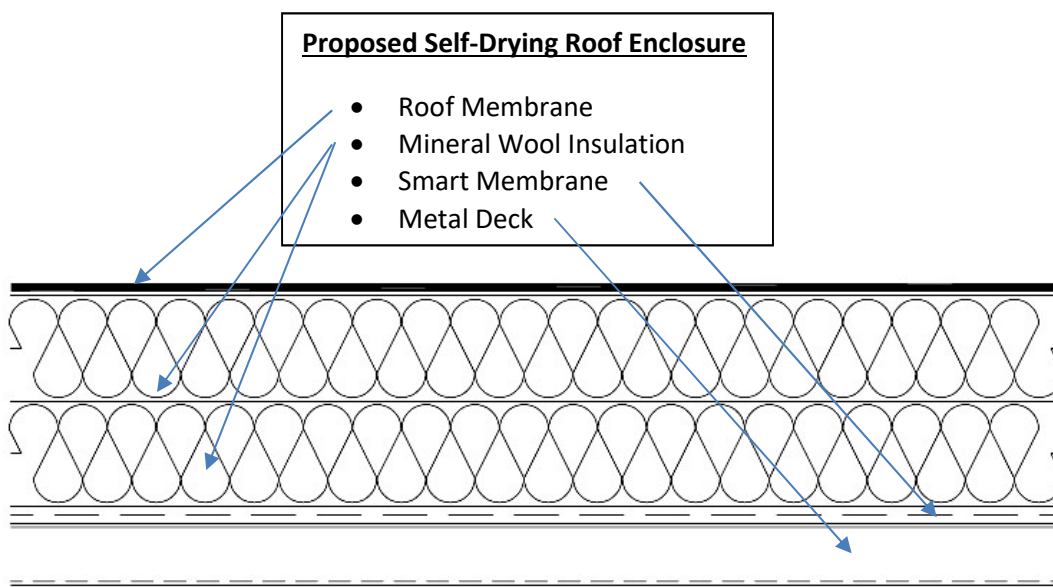 Proposed Self-Drying Roof Enclosure
• Roof Membrane
• Mineral Wool Insulation
• Smart Membrane
• Metal Deck